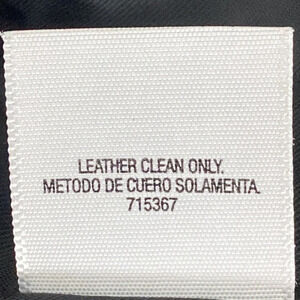 LEATHER CLEAN ONLY.
METODO DE CUERO SOLAMENTA.
715367